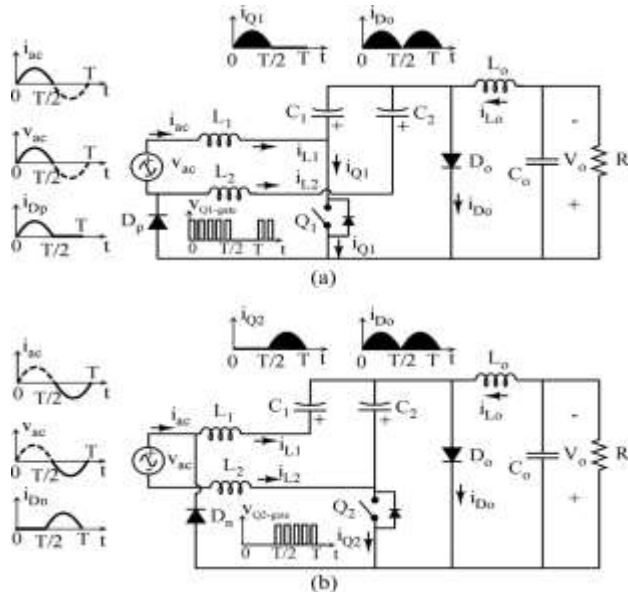 i_Q1
i_Do
0 T/2 T t
0 T/2 T t
i_ac
T
0 T/2 t
L_o
i_Lo
C_1 + C_2 +
i_ac L_1
i_L1
i_Q1
v_ac
T
0 T/2 t
v_ac
L_2
i_L2
D_o
i_Do
C_o
-
V_o
+
R
i_Dp
T
0 T/2 t
D_p
v_Q1-gate
0 T/2 T t
Q_1
i_Q1
(a)
i_Q2
i_Do
0 T/2 T t
0 T/2 T t
i_ac
T
0 T/2 t
L_o
i_Lo
C_1 + C_2 +
i_ac L_1
i_L1
v_ac
T
0 T/2 t
v_ac
L_2
i_L2
D_o
i_Do
C_o
-
V_o
+
R
i_Dn
0 T/2 T t
D_n
v_Q2-gate
0 T/2 T t
Q_2
i_Q2
(b)